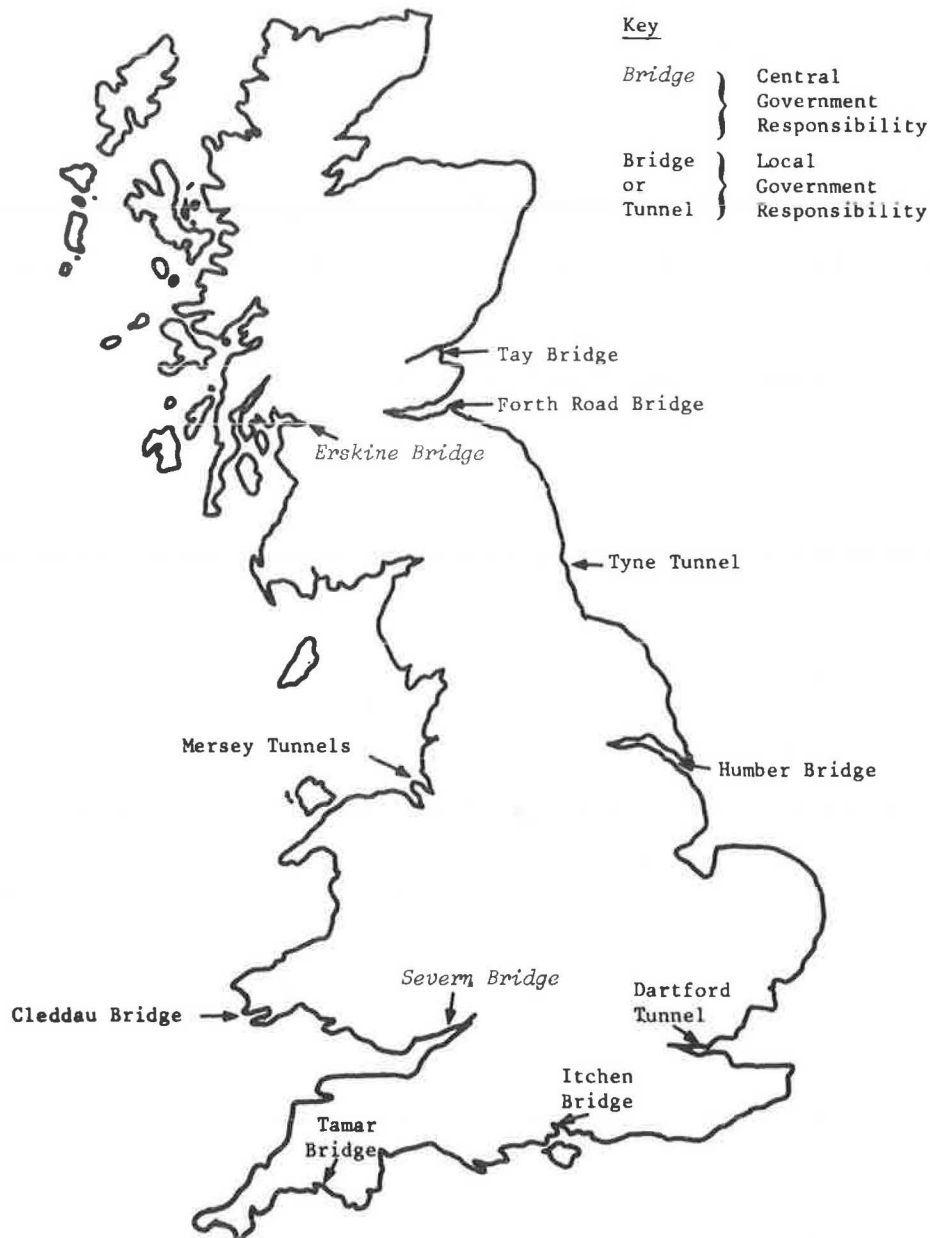 Key
Bridge } Central
Government
Responsibility
Bridge
or
Tunnel } Local
Government
Responsibility
Tay Bridge
Forth Road Bridge
Erskine Bridge
Tyne Tunnel
Mersey Tunnels
Humber Bridge
Severn Bridge
Cleddau Bridge
Dartford
Tunnel
Itchen
Bridge
Tamar
Bridge